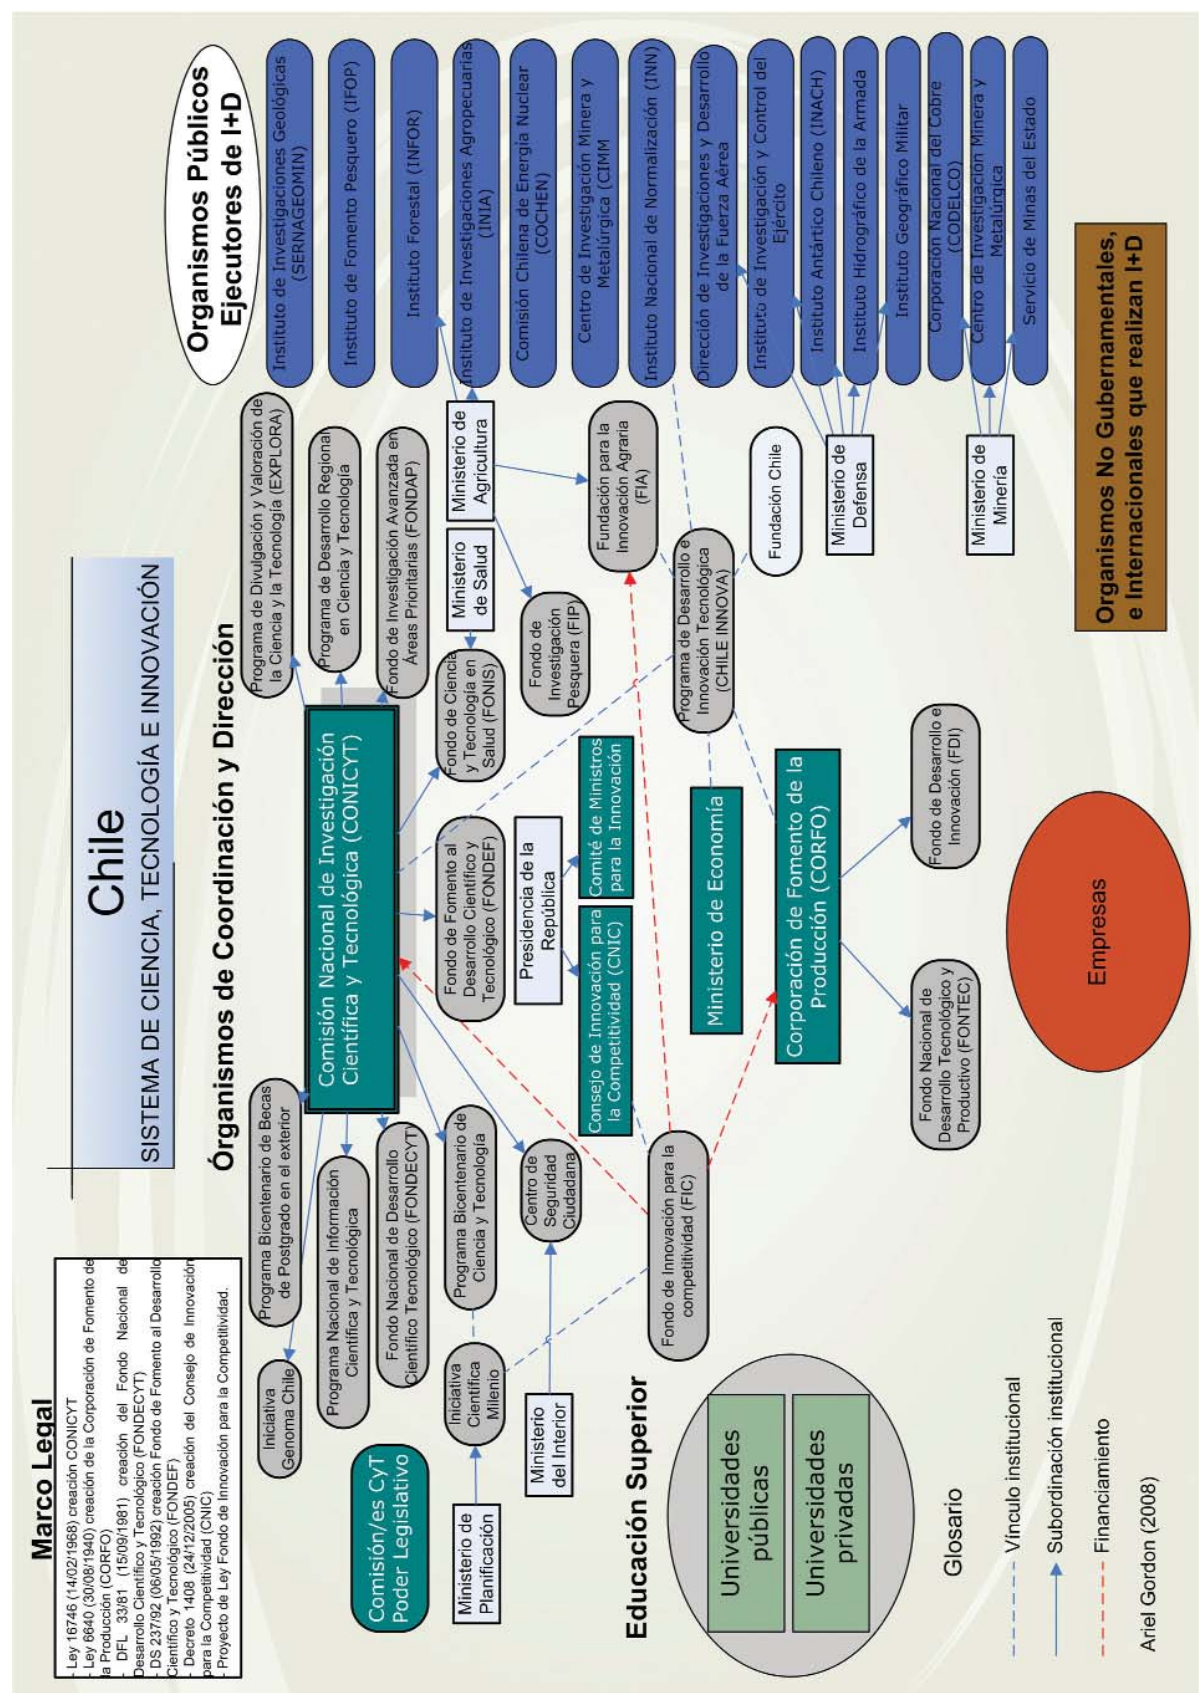 Chile
SISTEMA DE CIENCIA, TECNOLOGÍA E INNOVACIÓN
Marco Legal
- Ley 16746 (14/02/1968) creación CONICYT
- Ley 6640 (30/08/1940) creación de la Corporación de Fomento de
la Producción (CORFO)
- DFL 33/81 (15/09/1981) creación del Fondo Nacional de
Desarrollo Científico y Tecnológico (FONDECYT)
- DS 237/92 (06/05/1992) creación Fondo de Fomento al Desarrollo
Científico y Tecnológico (FONDEF)
- Decreto 1408 (24/12/2005) creación del Consejo de Innovación
para la Competitividad (CNIC)
- Proyecto de Ley Fondo de Innovación para la Competitividad.
Órganismos de Coordinación y Dirección
Organismos Públicos
Ejecutores de I+D
Iniciativa
Genoma Chile
Programa Bicentenario de Becas
de Postgrado en el exterior
Programa Nacional de Información
Científica y Tecnológica
Fondo Nacional de Desarrollo
Científico Tecnológico (FONDECYT)
Programa Bicentenario de
Ciencia y Tecnología
Centro de
Seguridad
Ciudadana
Comisión Nacional de Investigación
Científica y Tecnológica (CONICYT)
Programa de Divulgación y Valoración de
la Ciencia y la Tecnología (EXPLORA)
Programa de Desarrollo Regional
en Ciencia y Tecnología
Fondo de Investigación Avanzada en
Áreas Prioritarias (FONDAP)
Fondo de Ciencia
y Tecnología en
Salud (FONIS)
Fondo de Fomento al
Desarrollo Científico y
Tecnológico (FONDEF)
Ministerio
de Salud
Ministerio de
Agricultura
Fondo de
Investigación
Pesquera (FIP)
Fundación para la
Innovación Agraria
(FIA)
Comisión/es CyT
Poder Legislativo
Ministerio de
Planificación
Iniciativa
Científica
Milenio
Ministerio
del Interior
Presidencia de la
República
Consejo de Innovación para
la Competitividad (CNIC)
Comité de Ministros
para la Innovación
Fondo de Innovación para la
competitividad (FIC)
Ministerio de Economía
Programa de Desarrollo e
Innovación Tecnológica
(CHILE INNOVA)
Fundación Chile
Corporación de Fomento de la
Producción (CORFO)
Fondo Nacional de
Desarrollo Tecnológico y
Productivo (FONTEC)
Fondo de Desarrollo e
Innovación (FDI)
Ministerio de
Defensa
Ministerio de
Minería
Instituto de Investigaciones Geológicas
(SERNAGEOMIN)
Instituto de Fomento Pesquero (IFOP)
Instituto Forestal (INFOR)
Instituto de Investigaciones Agropecuarias
(INIA)
Comisión Chilena de Energía Nuclear
(COCHEN)
Centro de Investigación Minera y
Metalúrgica (CIMM)
Instituto Nacional de Normalización (INN)
Dirección de Investigaciones y Desarrollo
de la Fuerza Aérea
Instituto de Investigación y Control del
Ejército
Instituto Antártico Chileno (INACH)
Instituto Hidrográfico de la Armada
Instituto Geográfico Militar
Corporación Nacional del Cobre
(CODELCO)
Centro de Investigación Minera y
Metalúrgica
Servicio de Minas del Estado
Educación Superior
Universidades
públicas
Universidades
privadas
Empresas
Organismos No Gubernamentales,
e Internacionales que realizan I+D
Glosario
Vínculo institucional
Subordinación institucional
Financiamiento
Ariel Gordon (2008)